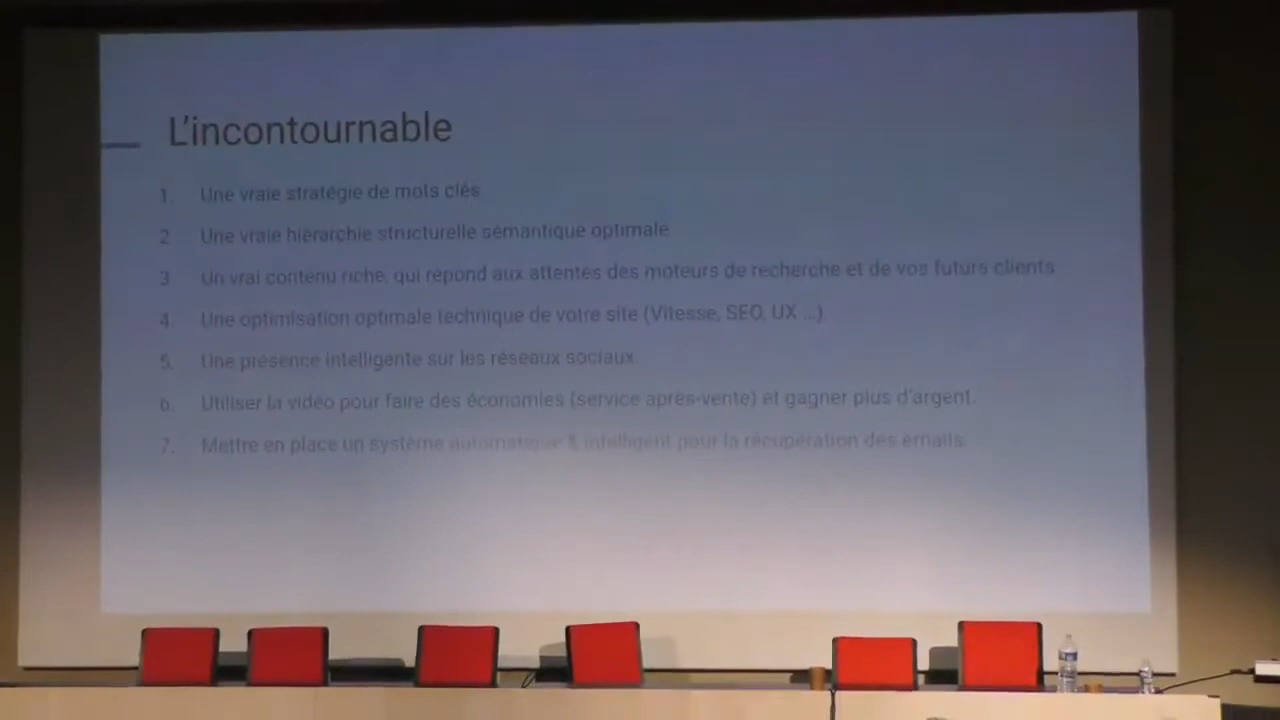 L'incontournable
1. Une vraie stratégie de mots clés
2. Une vraie hiérarchie structurelle sémantique optimale
3. Un vrai contenu riche, qui répond aux attentes des moteurs de recherche et de vos futurs clients
4. Une optimisation optimale technique de votre site (Vitesse, SEO, UX ...)
5. Une présence intelligente sur les réseaux sociaux
6. Utiliser la vidéo pour faire des économies (service après-vente) et gagner plus d'argent.
7. Mettre en place un système automatique & intelligent pour la récupération des emails